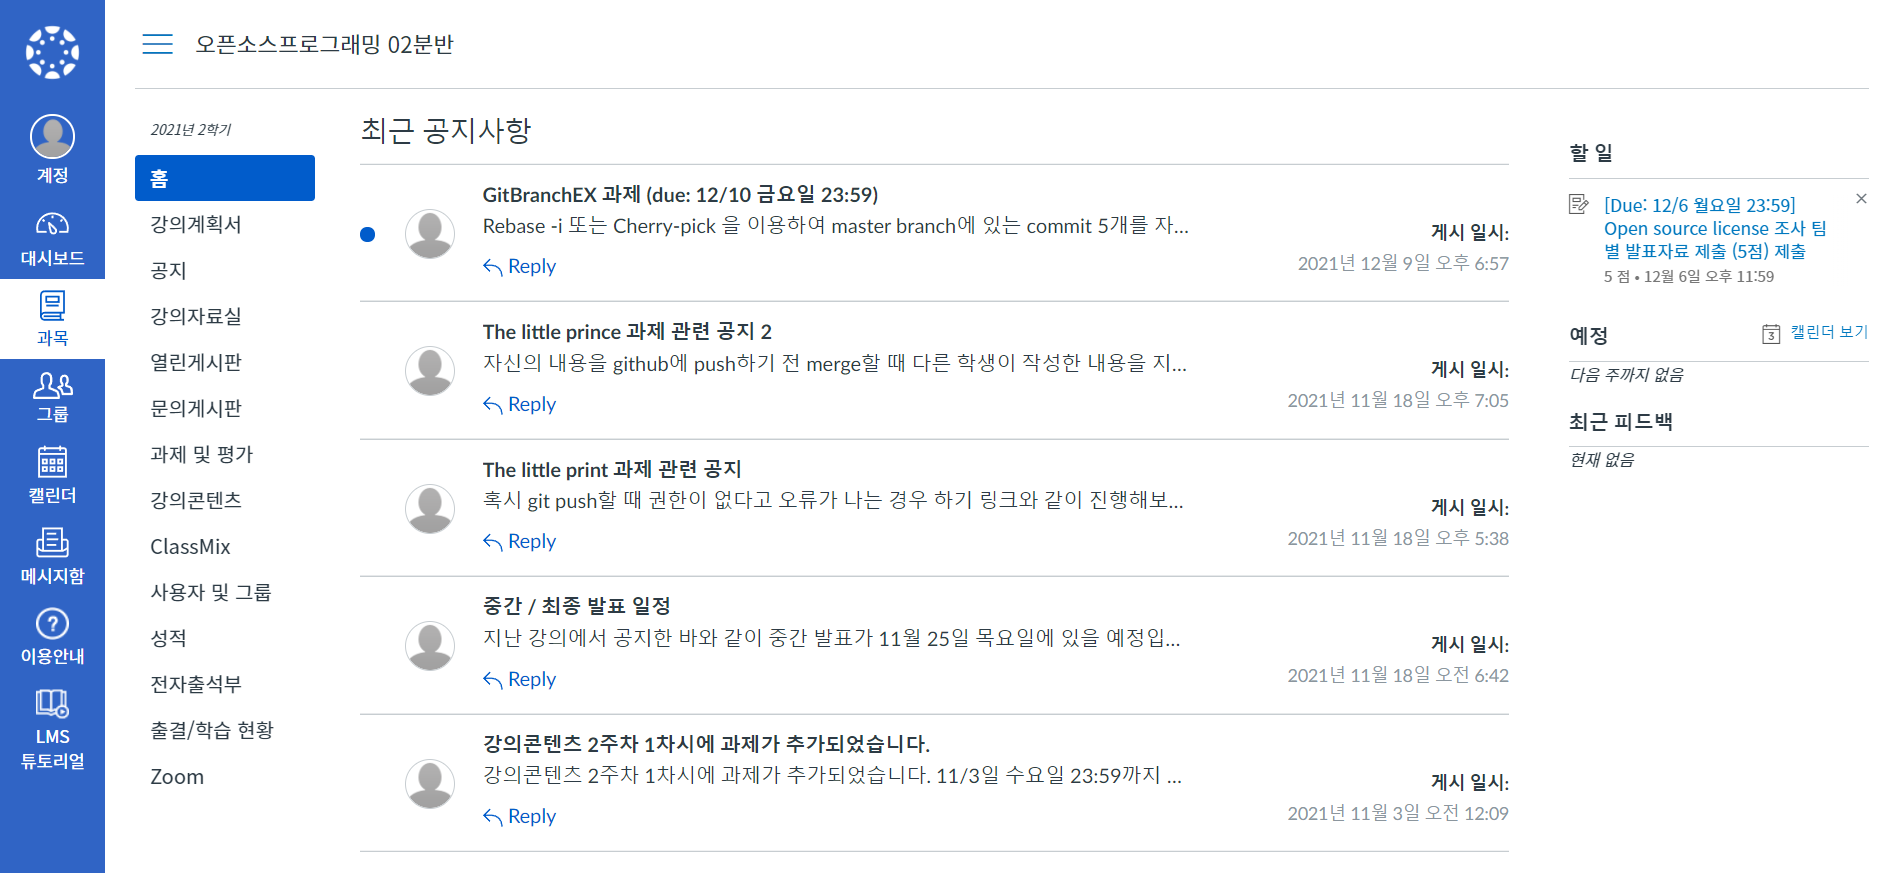 오픈소스프로그래밍 02분반
계정
대시보드
과목
그룹
캘린더
메시지함
이용안내
LMS
튜토리얼
2021년 2학기
홈
강의계획서
공지
강의자료실
열린게시판
문의게시판
과제 및 평가
강의콘텐츠
ClassMix
사용자 및 그룹
성적
전자출석부
출결/학습 현황
Zoom
최근 공지사항
GitBranchEX 과제 (due: 12/10 금요일 23:59)
Rebase -i 또는 Cherry-pick 을 이용하여 master branch에 있는 commit 5개를 자...
Reply
게시 일시:
2021년 12월 9일 오후 6:57
The little prince 과제 관련 공지 2
자신의 내용을 github에 push하기 전 merge할 때 다른 학생이 작성한 내용을 지...
Reply
게시 일시:
2021년 11월 18일 오후 7:05
The little print 과제 관련 공지
혹시 git push할 때 권한이 없다고 오류가 나는 경우 하기 링크와 같이 진행해보...
Reply
게시 일시:
2021년 11월 18일 오후 5:38
중간 / 최종 발표 일정
지난 강의에서 공지한 바와 같이 중간 발표가 11월 25일 목요일에 있을 예정입...
Reply
게시 일시:
2021년 11월 18일 오전 6:42
강의콘텐츠 2주차 1차시에 과제가 추가되었습니다.
강의콘텐츠 2주차 1차시에 과제가 추가되었습니다. 11/3일 수요일 23:59까지 ...
Reply
게시 일시:
2021년 11월 3일 오전 12:09
할 일
[Due: 12/6 월요일 23:59]
Open source license 조사 팀
별 발표자료 제출 (5점) 제출
5 점 • 12월 6일 오후 11:59
예정
3 캘린더 보기
다음 주까지 없음
최근 피드백
현재 없음